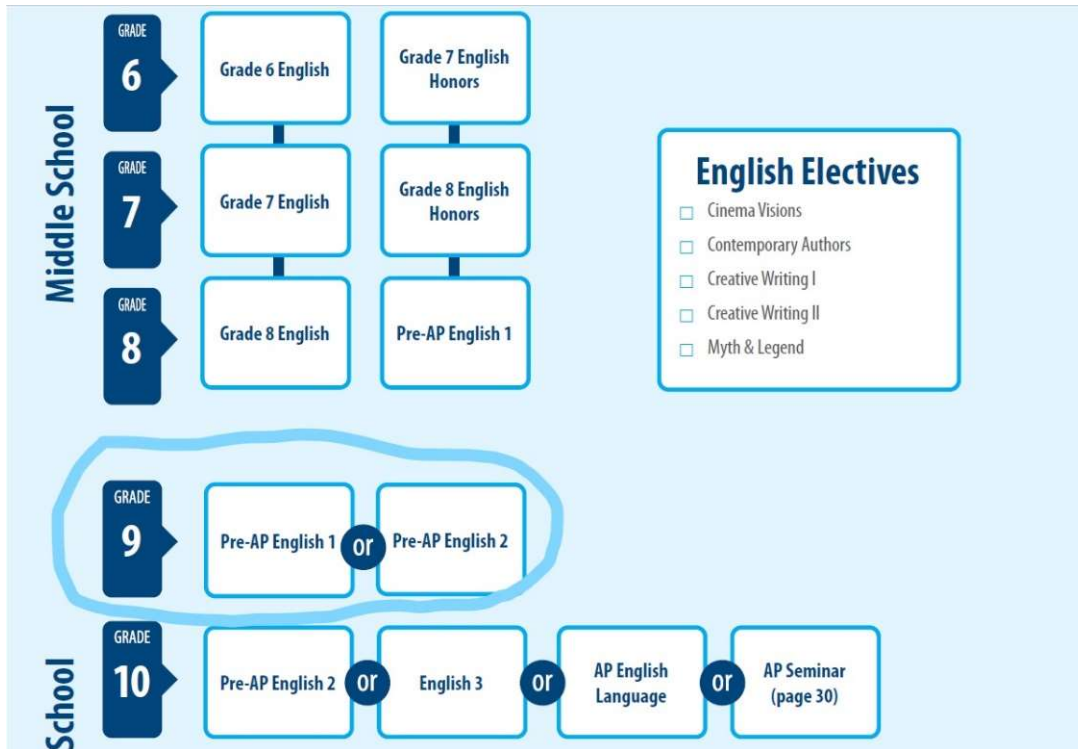 Middle School
GRADE
6
Grade 6 English
Grade 7 English
Honors
GRADE
7
Grade 7 English
Grade 8 English
Honors
GRADE
8
Grade 8 English
Pre-AP English 1
English Electives
Cinema Visions
Contemporary Authors
Creative Writing I
Creative Writing II
Myth & Legend
GRADE
9
Pre-AP English 1
or
Pre-AP English 2
School
GRADE
10
Pre-AP English 2
or
English 3
or
AP English
Language
or
AP Seminar
(page 30)